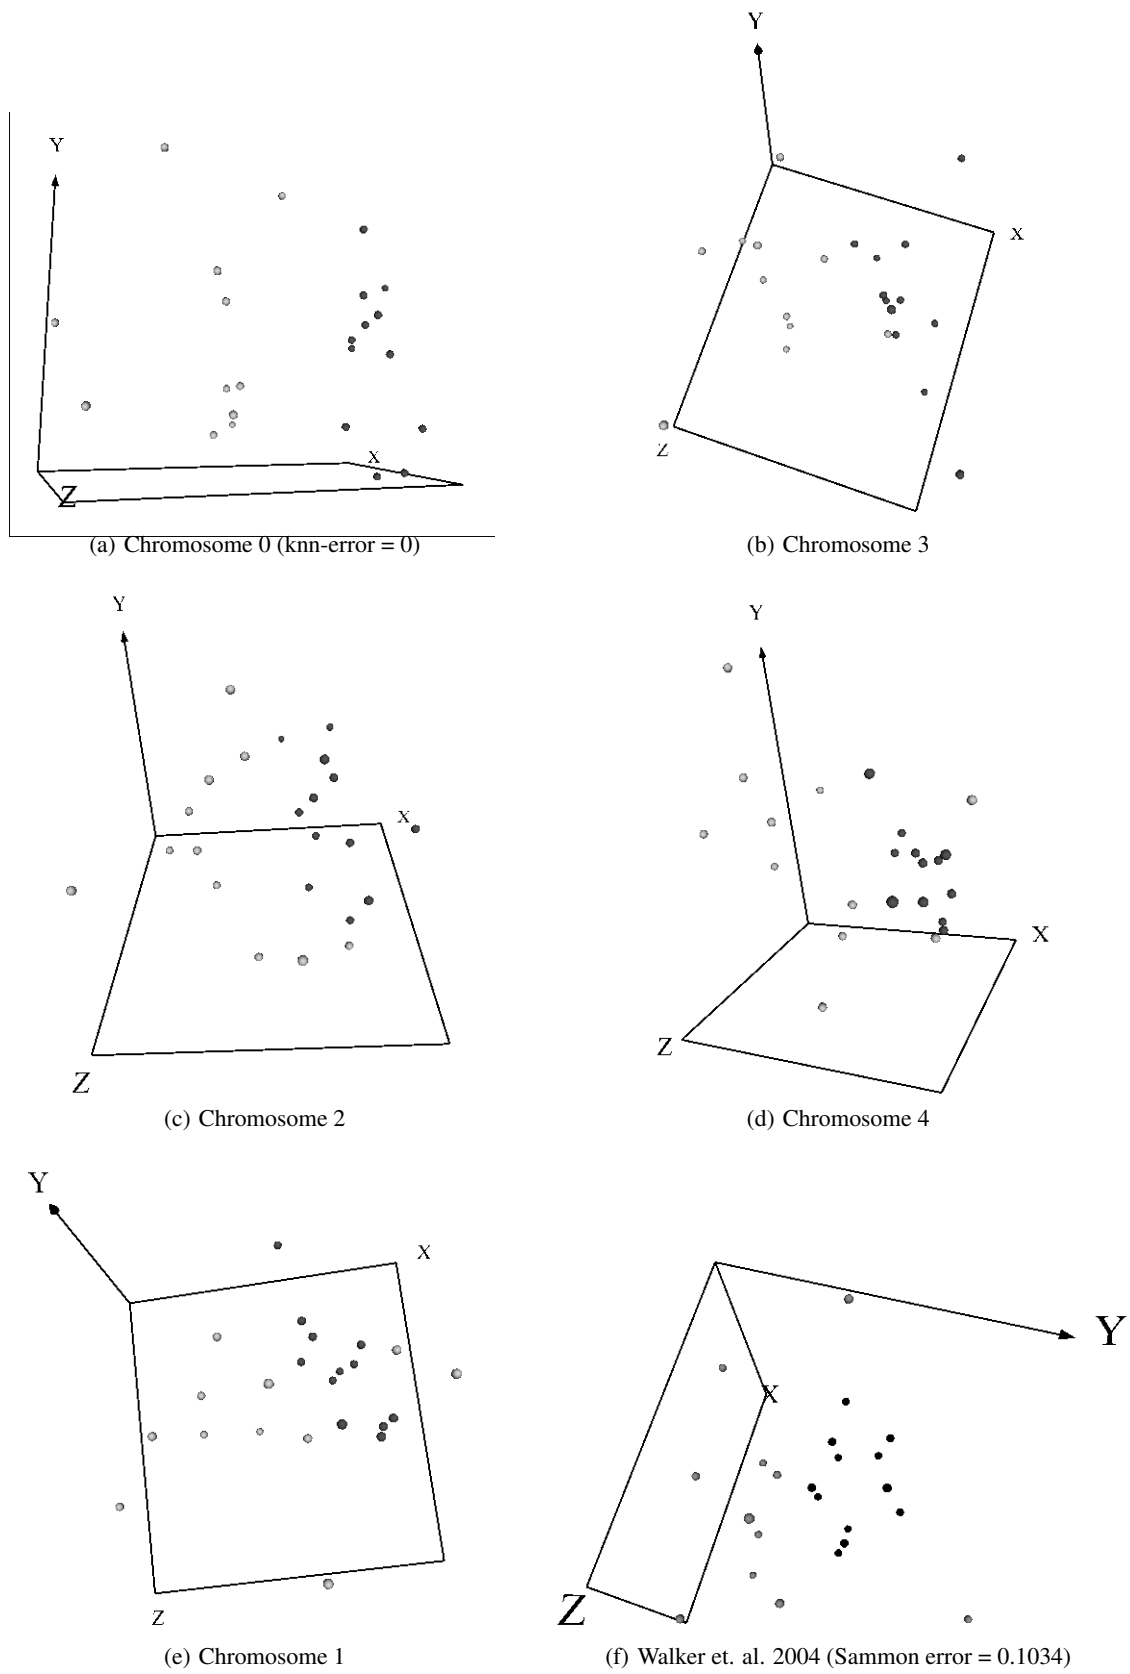 Y
X
Z
(a) Chromosome 0 (knn-error = 0)
Y
X
Z
(b) Chromosome 3
Y
X
Z
(c) Chromosome 2
Y
X
Z
(d) Chromosome 4
Y
X
Z
(e) Chromosome 1
Y
X
Z
(f) Walker et. al. 2004 (Sammon error = 0.1034)